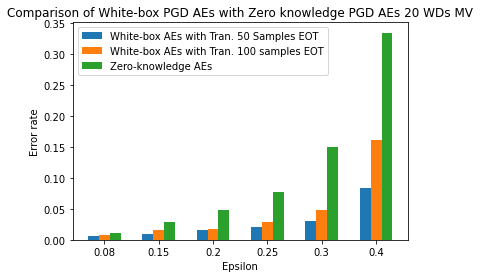 Comparison of White-box PGD AEs with Zero knowledge PGD AEs 20 WDs MV
0.35
White-box AEs with Tran. 50 Samples EOT
White-box AEs with Tran. 100 samples EOT
Zero-knowledge AEs
0.30
0.25
0.20
0.15
0.10
0.05
0.00
Error rate
0.08 0.15 0.2 0.25 0.3 0.4
Epsilon